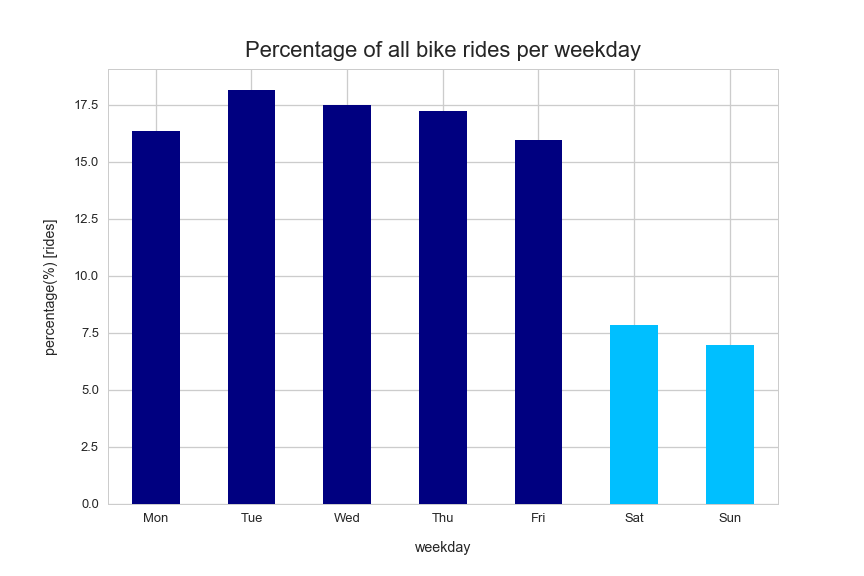 Percentage of all bike rides per weekday
percentage(%) [rides]
17.5
15.0
12.5
10.0
7.5
5.0
2.5
0.0
Mon Tue Wed Thu Fri Sat Sun
weekday